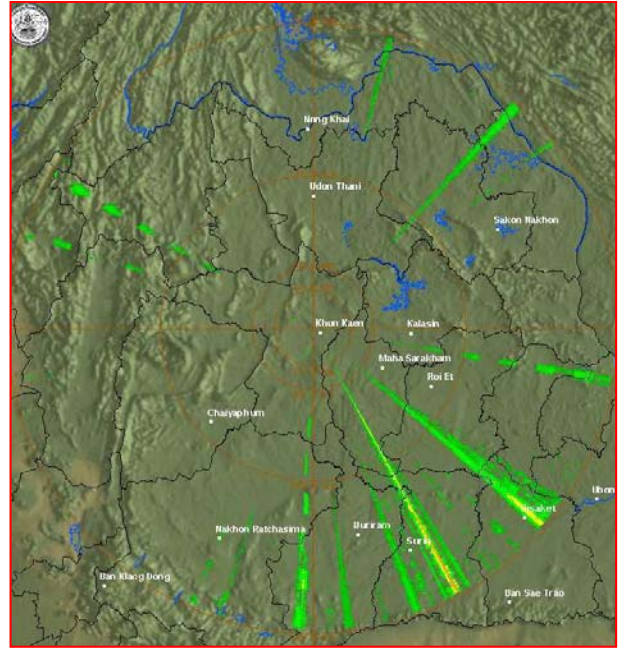 Nong Khai
Udon Thani
Sakon Nakhon
Khon Kaen
Kalasin
Maha Sarakham
Roi Et
Chaiyaphum
Ubon
Sisaket
Nakhon Ratchasima
Buriram
Surin
Ban Klang Dong
Ban Sae Trao